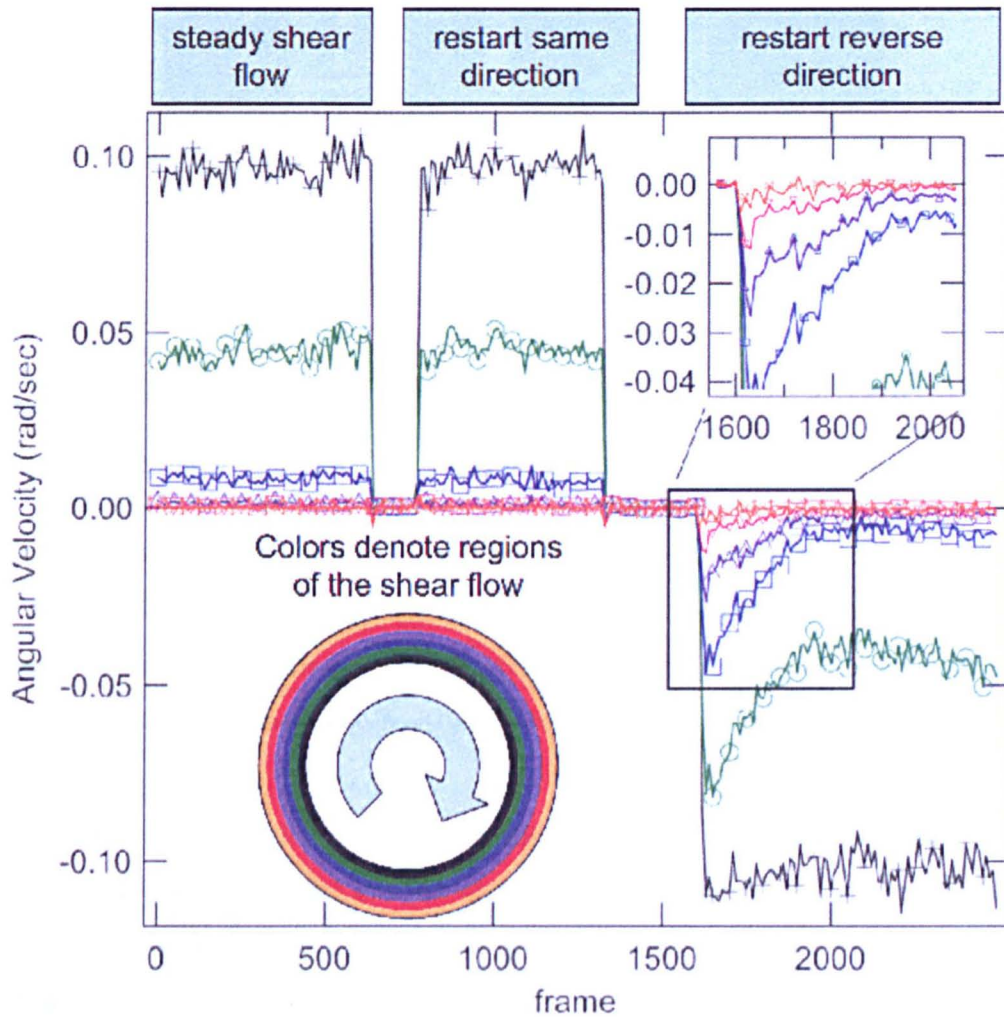 steady shear
flow
restart same
direction
restart reverse
direction
0.10
0.05
0.00
-0.05
-0.10
Angular Velocity (rad/sec)
0.00
-0.01
-0.02
-0.03
-0.04
1600 1800 2000
Colors denote regions
of the shear flow
0 500 1000 1500 2000
frame